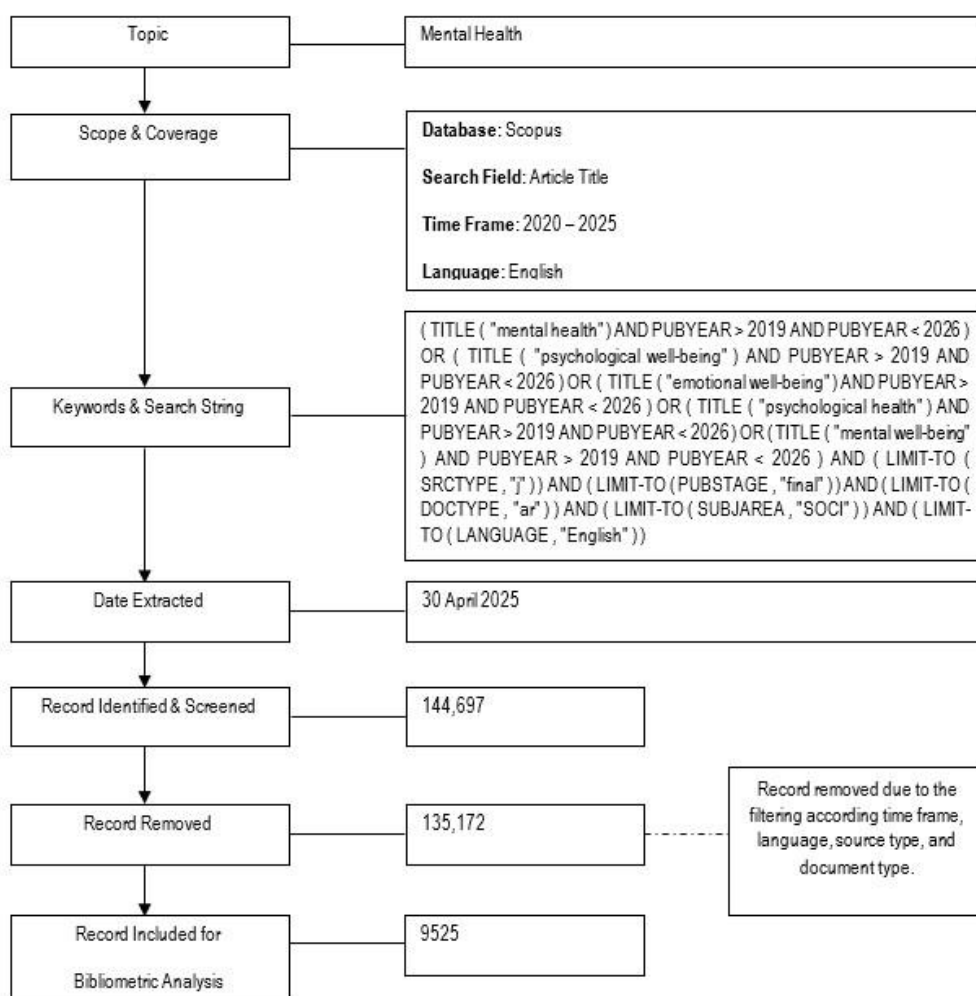 Topic
Mental Health
Scope & Coverage
Database: Scopus
Search Field: Article Title
Time Frame: 2020 – 2025
Language: English
Keywords & Search String
( TITLE ( "mental health") AND PUBYEAR > 2019 AND PUBYEAR < 2026 )
OR ( TITLE ( "psychological well-being" ) AND PUBYEAR > 2019 AND
PUBYEAR < 2026 ) OR ( TITLE ( "emotional well-being") AND PUBYEAR >
2019 AND PUBYEAR < 2026 ) OR ( TITLE ( "psychological health") AND
PUBYEAR > 2019 AND PUBYEAR < 2026) OR ( TITLE ( "mental well-being"
) AND PUBYEAR > 2019 AND PUBYEAR < 2026 ) AND ( LIMIT-TO (
SRCTYPE , "j" ) ) AND ( LIMIT-TO ( PUBSTAGE , "final" ) ) AND ( LIMIT-TO (
DOCTYPE , "ar" ) ) AND ( LIMIT-TO ( SUBJAREA , "SOCI" ) ) AND ( LIMIT-
TO ( LANGUAGE , "English" ) )
Date Extracted
30 April 2025
Record Identified & Screened
144,697
Record Removed
135,172
Record removed due to the
filtering according time frame,
language, source type, and
document type.
Record Included for
Bibliometric Analysis
9525